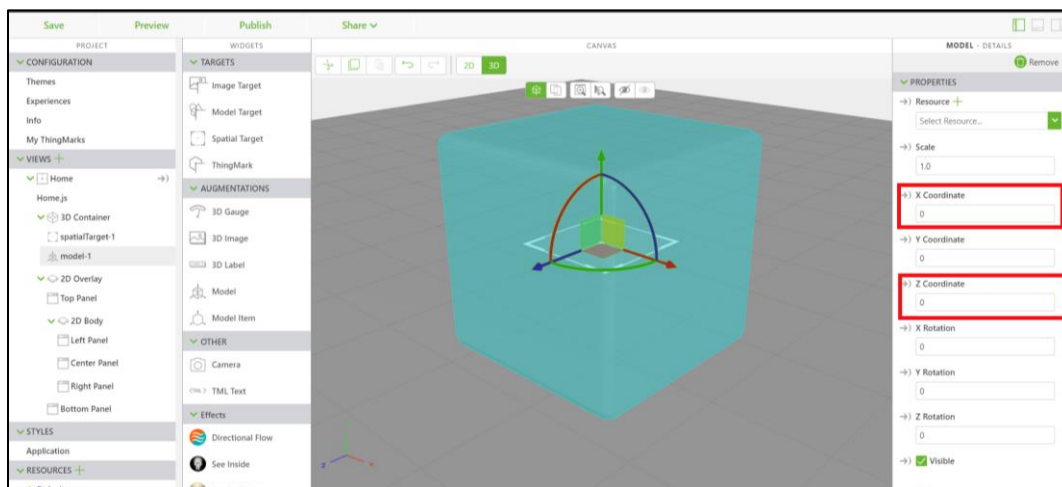 Save
Preview
Publish
Share
PROJECT
CONFIGURATION
Themes
Experiences
Info
My ThingMarks
VIEWS
Home
Home.js
3D Container
spatialTarget-1
model-1
2D Overlay
Top Panel
2D Body
Left Panel
Center Panel
Right Panel
Bottom Panel
STYLES
Application
RESOURCES
WIDGETS
TARGETS
Image Target
Model Target
Spatial Target
ThingMark
AUGMENTATIONS
3D Gauge
3D Image
3D Label
Model
Model Item
OTHER
Camera
TML Text
Effects
Directional Flow
See Inside
CANVAS
2D
3D
z
x
MODEL - DETAILS
Remove
PROPERTIES
Resource
Select Resource...
Scale
1.0
X Coordinate
0
Y Coordinate
0
Z Coordinate
0
X Rotation
0
Y Rotation
0
Z Rotation
0
Visible